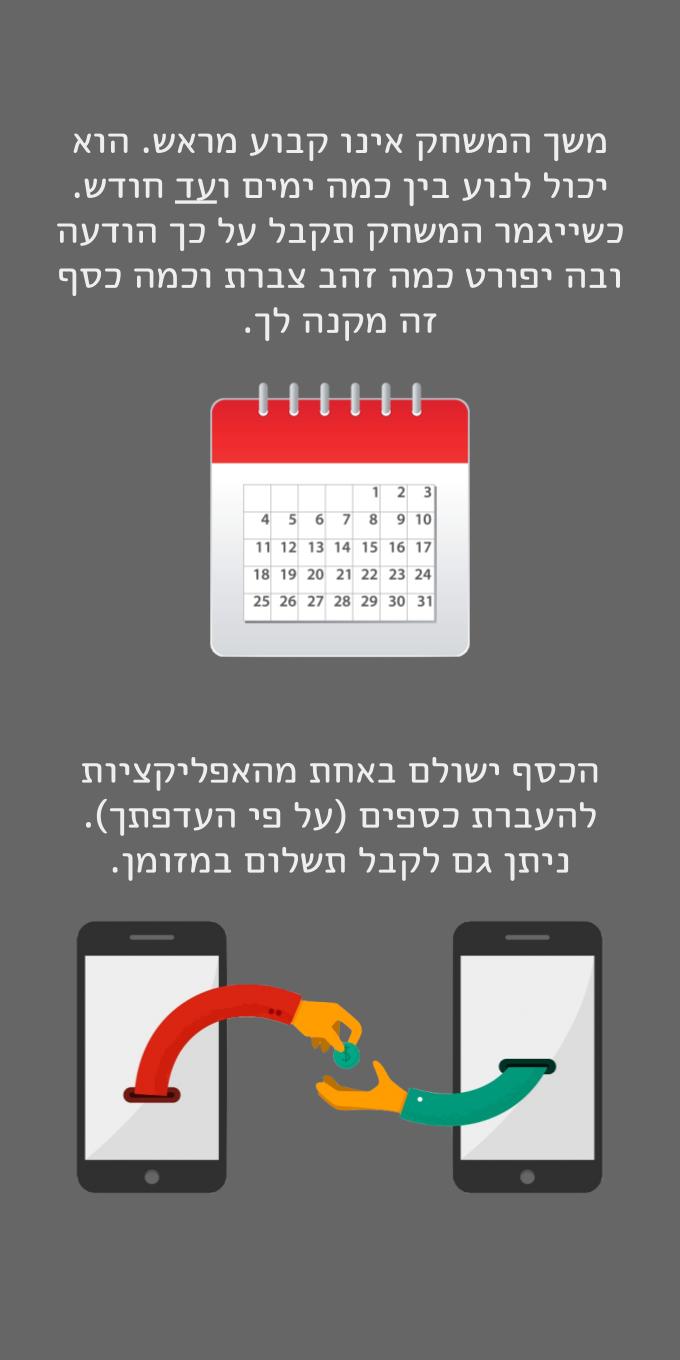 משך המשחק אינו קבוע מראש. הוא
יכול לנוע בין כמה ימים ועד חודש.
כשייגמר המשחק תקבל על כך הודעה
ובה יפורט כמה זהב צברת וכמה כסף
זה מקנה לך.
1 2 3
4 5 6 7 8 9 10
11 12 13 14 15 16 17
18 19 20 21 22 23 24
25 26 27 28 29 30 31
הכסף ישולם באחת מהאפליקציות
להעברת כספים (על פי העדפתך).
ניתן גם לקבל תשלום במזומן.